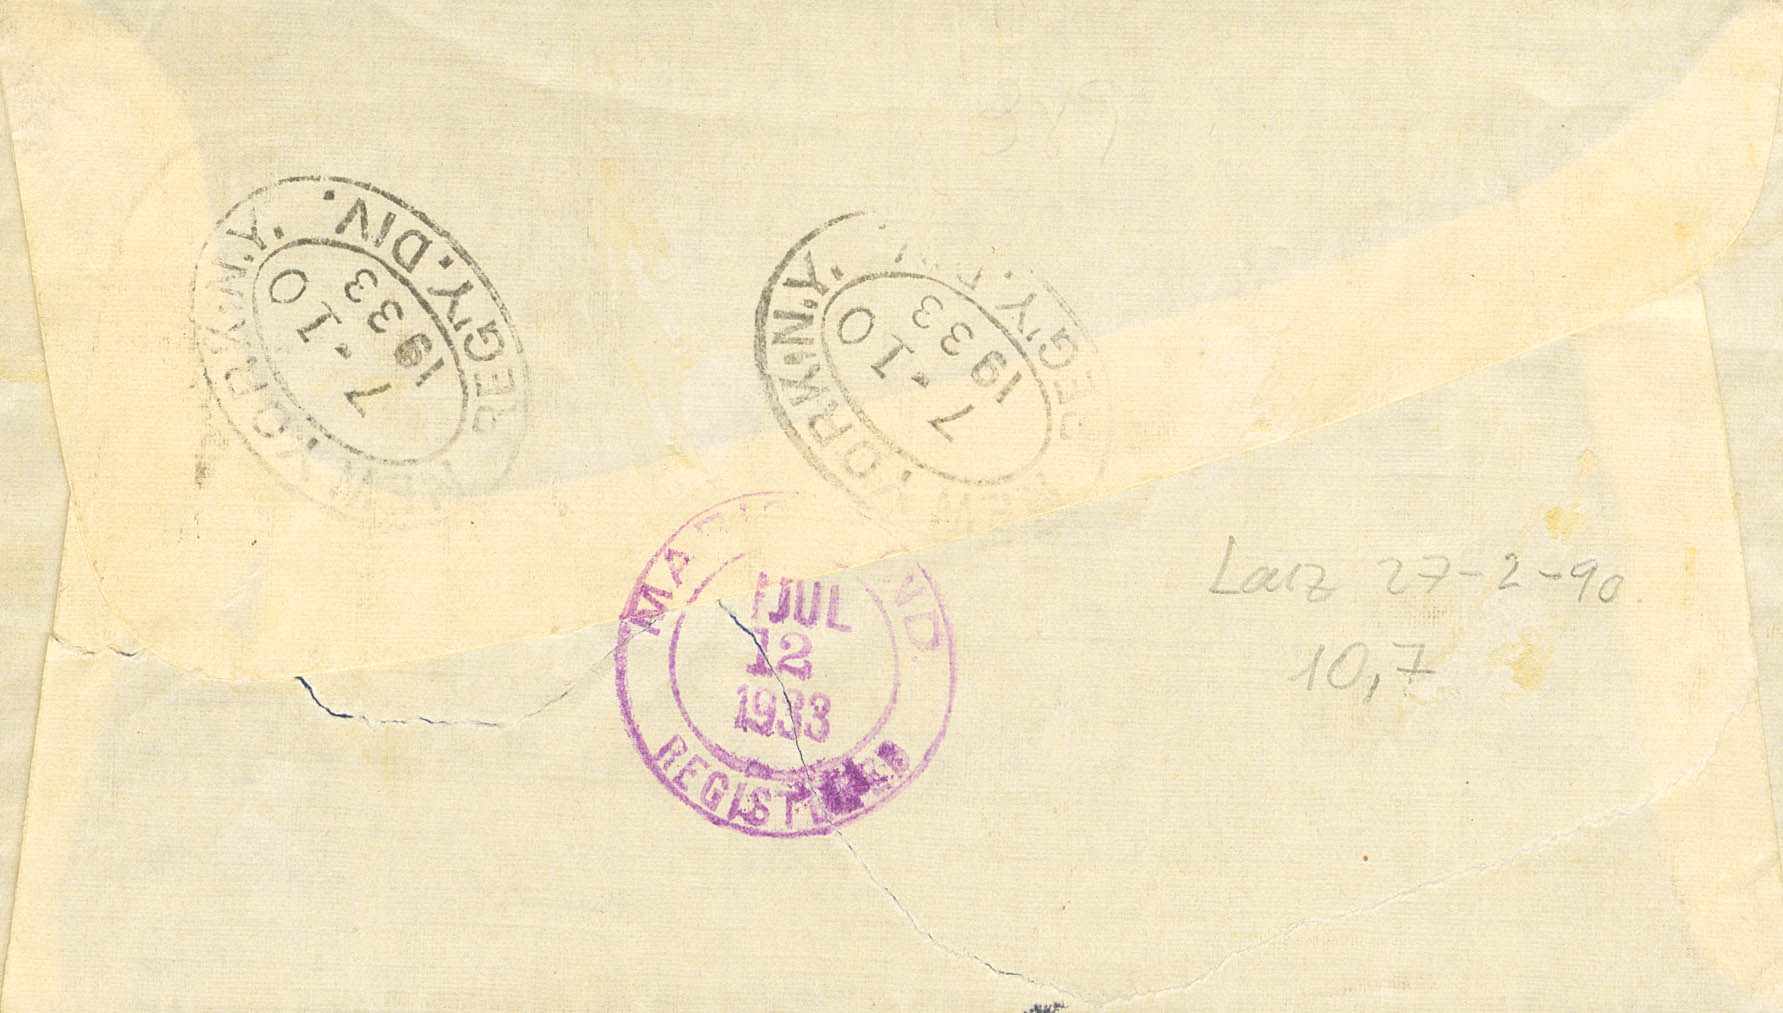 NEW YORK, N.Y. REGY. DIV.
7-10
1933
NEW YORK, N.Y. REGY. DIV.
7-10
1933
JUL
12
1933
REGISTERED
27-2-90
10,7